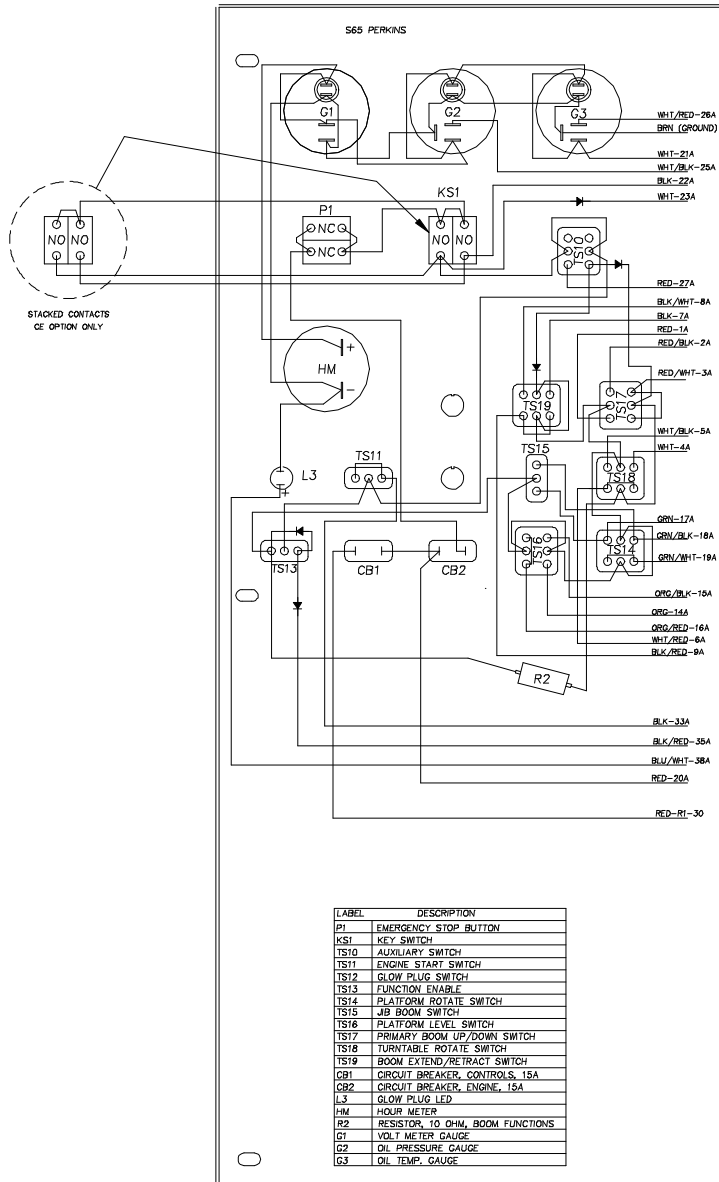 S65 PERKINS
G1
G2
G3
WHT/RED-26A
BRN (GROUND)
WHT-21A
WHT/BLK-25A
BLK-22A
WHT-23A
P1
KS1
NO NO
NC
NC
NO NO
TS10
STACKED CONTACTS
CE OPTION ONLY
RED-27A
BLK/WHT-8A
BLK-7A
RED-1A
RED/BLK-2A
RED/WHT-3A
HM
+
-
TS19
TS17
WHT/BLK-5A
WHT-4A
TS15
TS11
L3
+
TS18
GRN-17A
GRN/BLK-18A
GRN/WHT-19A
TS13
CB1
CB2
TS16
TS14
ORG/BLK-15A
ORG-14A
ORG/RED-16A
WHT/RED-6A
BLK/RED-9A
R2
BLK-33A
BLK/RED-35A
BLU/WHT-38A
RED-20A
RED-R1-30
LABEL DESCRIPTION
P1 EMERGENCY STOP BUTTON
KS1 KEY SWITCH
TS10 AUXILIARY SWITCH
TS11 ENGINE START SWITCH
TS12 GLOW PLUG SWITCH
TS13 FUNCTION ENABLE
TS14 PLATFORM ROTATE SWITCH
TS15 JIB BOOM SWITCH
TS16 PLATFORM LEVEL SWITCH
TS17 PRIMARY BOOM UP/DOWN SWITCH
TS18 TURNTABLE ROTATE SWITCH
TS19 BOOM EXTEND/RETRACT SWITCH
CB1 CIRCUIT BREAKER, CONTROLS, 15A
CB2 CIRCUIT BREAKER, ENGINE, 15A
L3 GLOW PLUG LED
HM HOUR METER
R2 RESISTOR, 10 OHM, BOOM FUNCTIONS
G1 VOLT METER GAUGE
G2 OIL PRESSURE GAUGE
G3 OIL TEMP. GAUGE